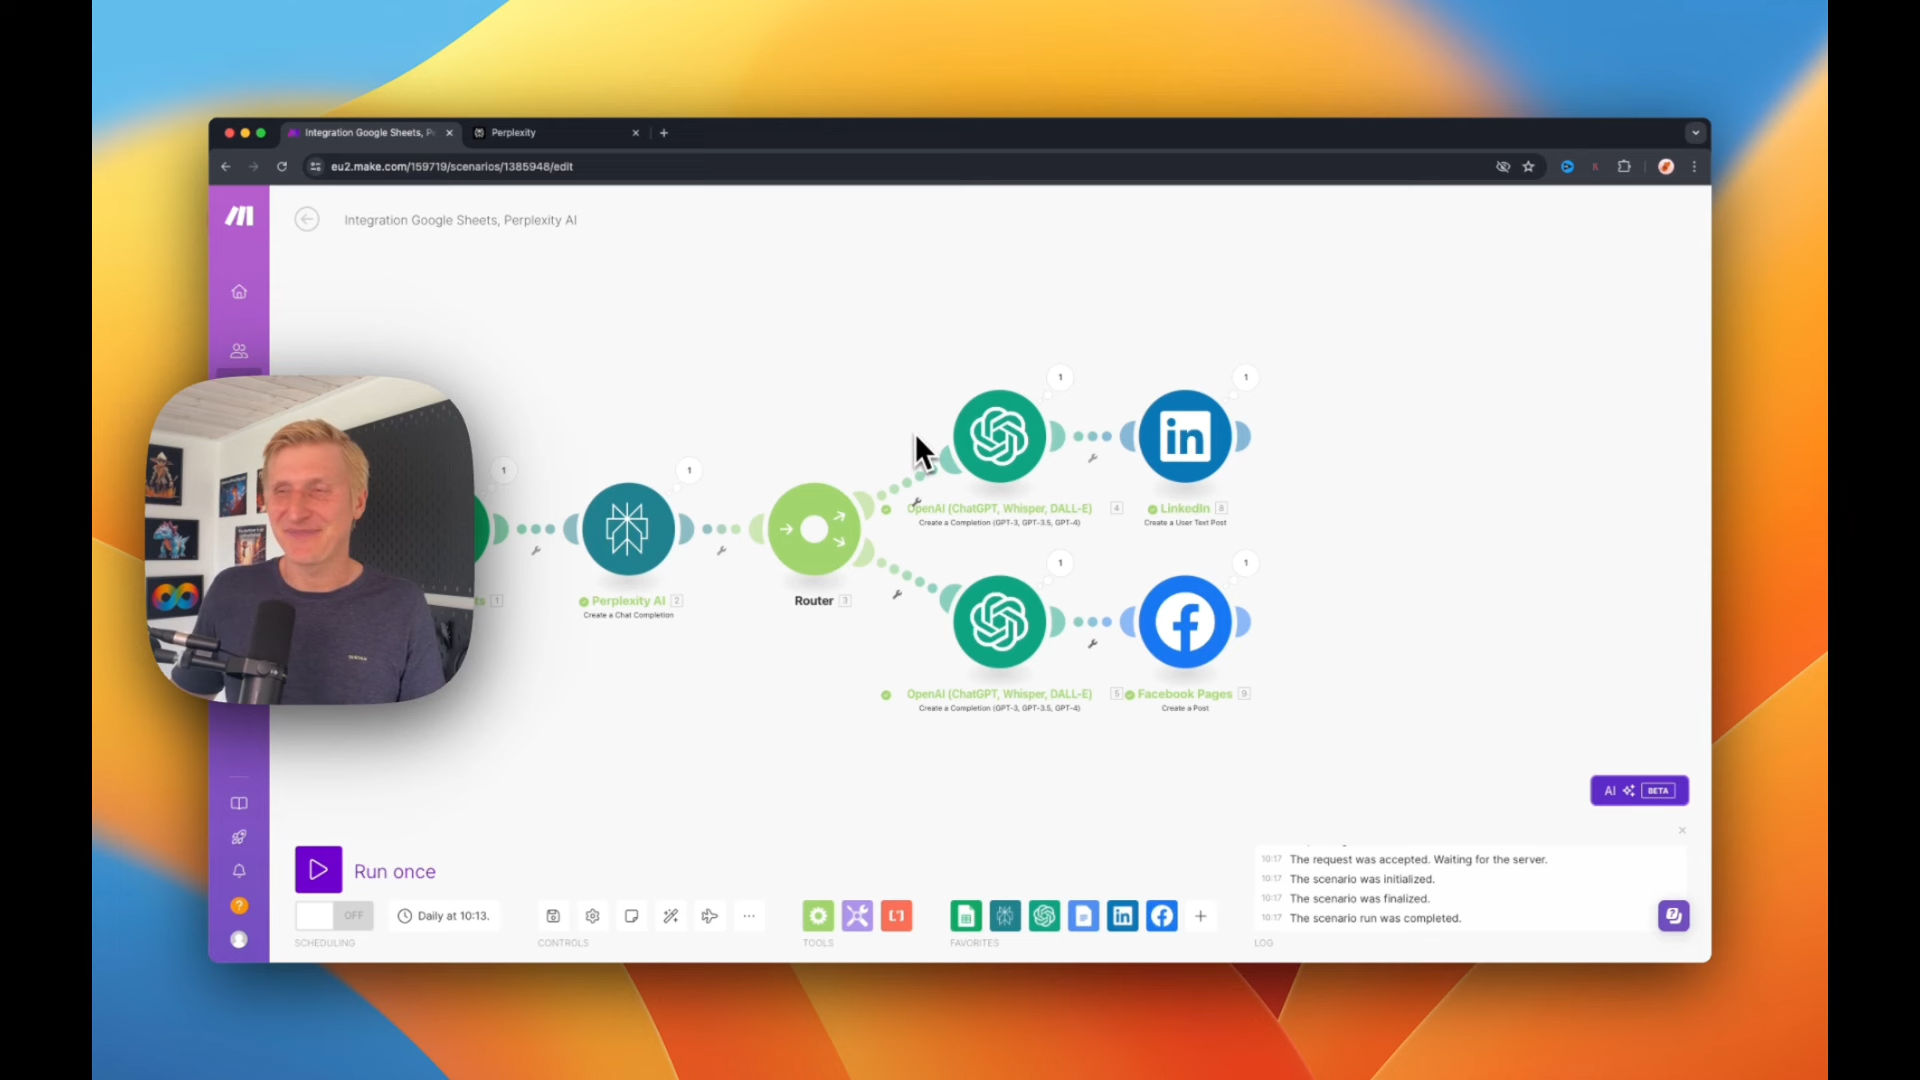 Integration Google Sheets, P
Perplexity
eu2.make.com/159719/scenarios/1385948/edit
Integration Google Sheets, Perplexity AI
1
1
in
1
1
OpenAI (ChatGPT, Whisper, DALL-E) 4
Create a Completion (GPT-3, GPT-3.5, GPT-4)
LinkedIn 8
Create a User Text Post
ts 1
Perplexity AI 2
Create a Chat Completion
Router 3
1
1
OpenAI (ChatGPT, Whisper, DALL-E) 5
Create a Completion (GPT-3, GPT-3.5, GPT-4)
Facebook Pages 9
Create a Post
AI BETA
Run once
10:17 The request was accepted. Waiting for the server.
10:17 The scenario was initialized.
10:17 The scenario was finalized.
10:17 The scenario run was completed.
OFF
Daily at 10:13.
SCHEDULING
CONTROLS
TOOLS
FAVORITES
LOG